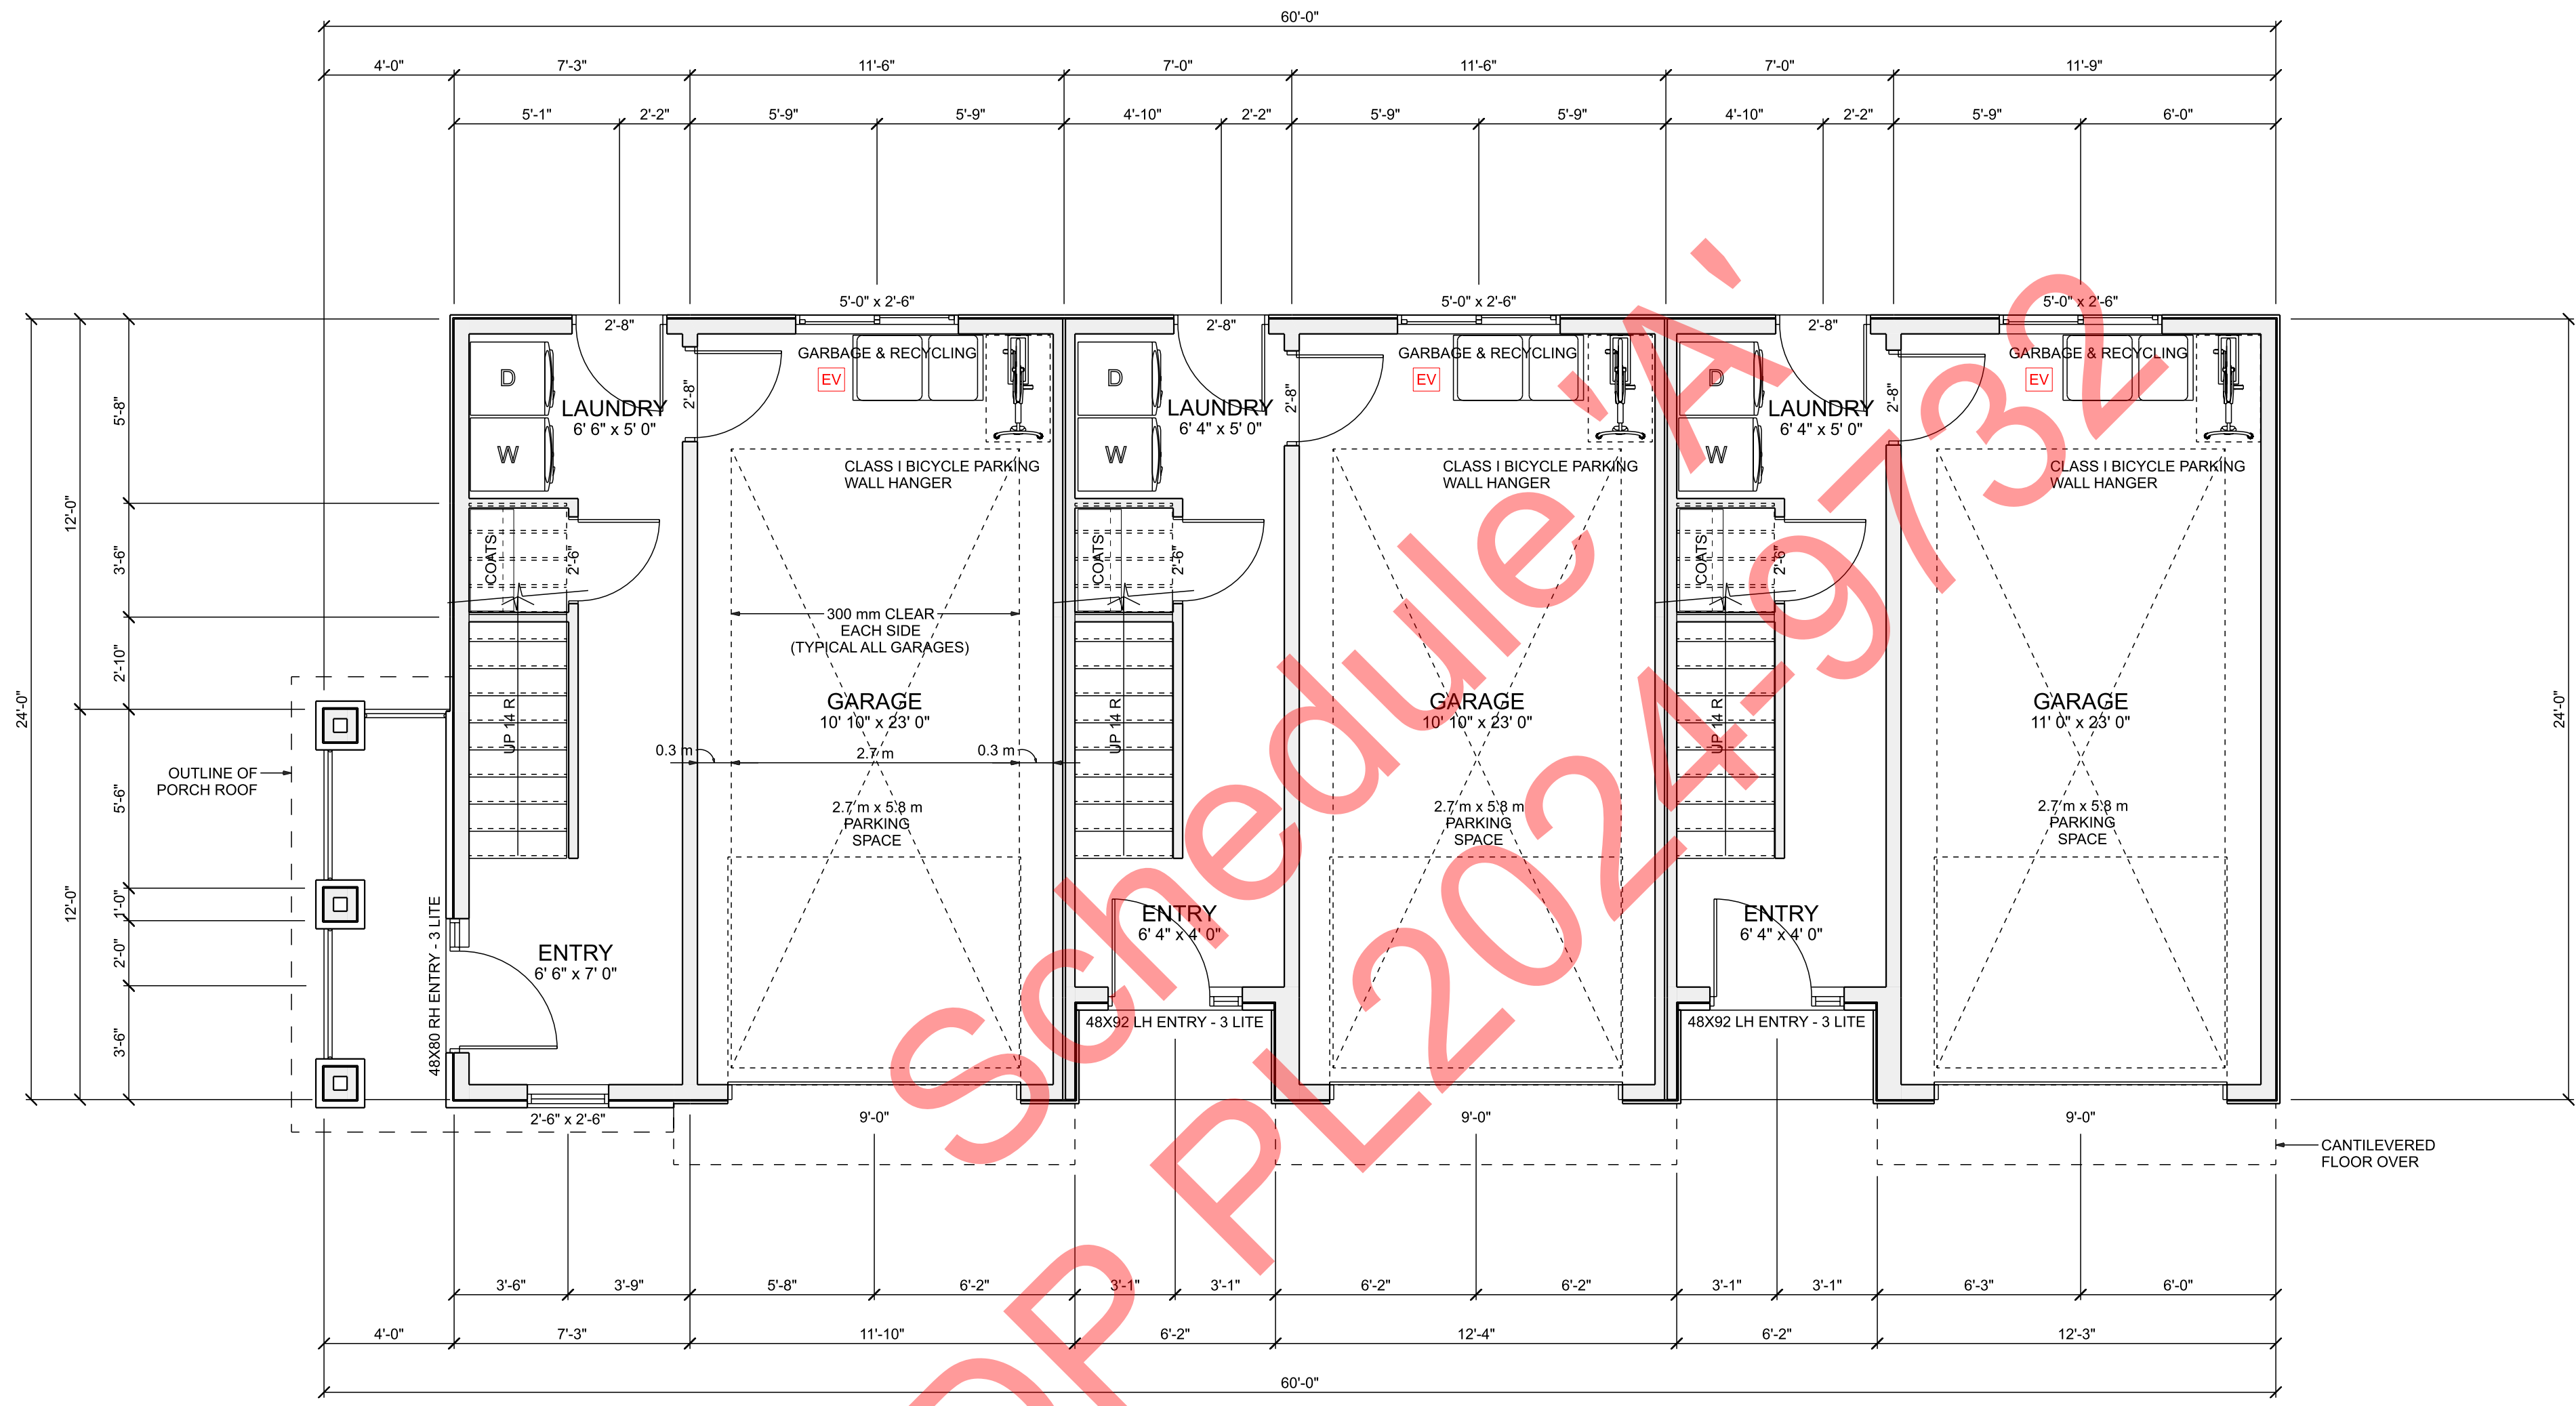 60'-0"
4'-0" 7'-3" 11'-6" 7'-0" 11'-6" 7'-0" 11'-9"
5'-1" 2'-2" 5'-9" 5'-9" 4'-10" 2'-2" 5'-9" 5'-9" 4'-10" 2'-2" 5'-9" 6'-0"
5'-0" x 2'-6" 5'-0" x 2'-6" 5'-0" x 2'-6"
2'-8" 2'-8" 2'-8"
GARBAGE & RECYCLING GARBAGE & RECYCLING GARBAGE & RECYCLING
D EV D EV D EV
2'-8" 2'-8" 2'-8"
LAUNDRY LAUNDRY LAUNDRY
6' 6" x 5' 0" 6' 4" x 5' 0" 6' 4" x 5' 0"
W W W
CLASS I BICYCLE PARKING
WALL HANGER
CLASS I BICYCLE PARKING
WALL HANGER
CLASS I BICYCLE PARKING
WALL HANGER
COATS 2'-6" COATS 2'-6" COATS 2'-6"
300 mm CLEAR
EACH SIDE
(TYPICAL ALL GARAGES)
GARAGE
10' 10" x 23' 0"
GARAGE
10' 10" x 23' 0"
GARAGE
11' 0" x 23' 0"
UP 14 R UP 14 R UP 14 R
0.3 m 2.7 m 0.3 m
2.7 m x 5.8 m
PARKING
SPACE
2.7 m x 5.8 m
PARKING
SPACE
2.7 m x 5.8 m
PARKING
SPACE
OUTLINE OF
PORCH ROOF
24'-0"
12'-0"
12'-0"
5'-8"
3'-6"
2'-10"
5'-6"
1'-0"
2'-0"
3'-6"
24'-0"
48X80 RH ENTRY - 3 LITE
ENTRY
6' 6" x 7' 0"
ENTRY
6' 4" x 4' 0"
ENTRY
6' 4" x 4' 0"
48X92 LH ENTRY - 3 LITE 48X92 LH ENTRY - 3 LITE
2'-6" x 2'-6" 9'-0" 9'-0" 9'-0"
CANTILEVERED
FLOOR OVER
3'-6" 3'-9" 5'-8" 6'-2" 3'-1" 3'-1" 6'-2" 6'-2" 3'-1" 3'-1" 6'-3" 6'-0"
4'-0" 7'-3" 11'-10" 6'-2" 12'-4" 6'-2" 12'-3"
60'-0"
Schedule 'A'
DP PL2024-9732